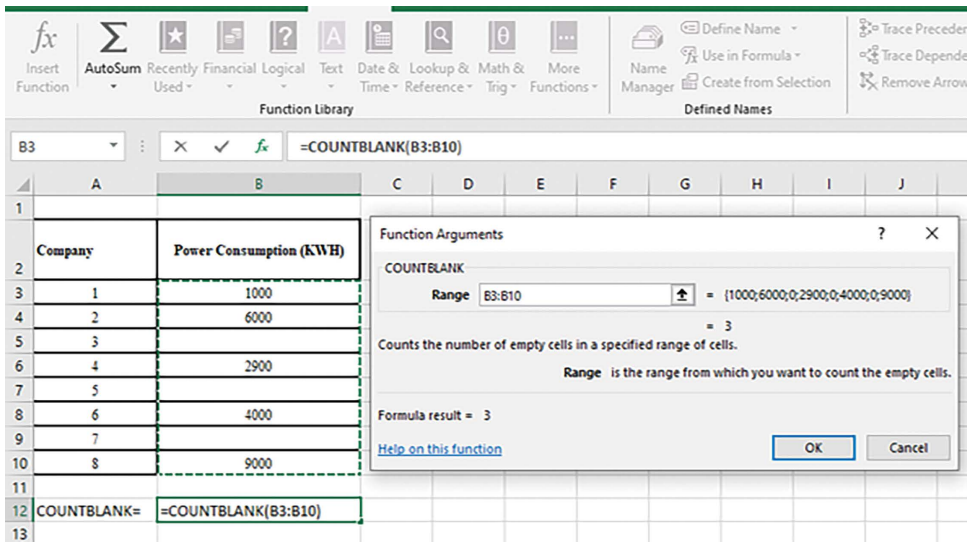 fx Σ ? A θ ...
Insert Function AutoSum Recently Used Financial Logical Text Date & Time Lookup & Reference Math & Trig More Functions
Function Library
Name Manager
Define Name
Use in Formula
Create from Selection
Defined Names
Trace Preceder
Trace Depende
Remove Arrow
B3 fx =COUNTBLANK(B3:B10)
A B C D E F G H I J
1
2 Company Power Consumption (KWH)
3 1 1000
4 2 6000
5 3
6 4 2900
7 5
8 6 4000
9 7
10 8 9000
11
12 COUNTBLANK= =COUNTBLANK(B3:B10)
13
Function Arguments ? ×
COUNTBLANK
Range B3:B10 = {1000;6000;0;2900;0;4000;0;9000}
= 3
Counts the number of empty cells in a specified range of cells.
Range is the range from which you want to count the empty cells.
Formula result = 3
Help on this function OK Cancel